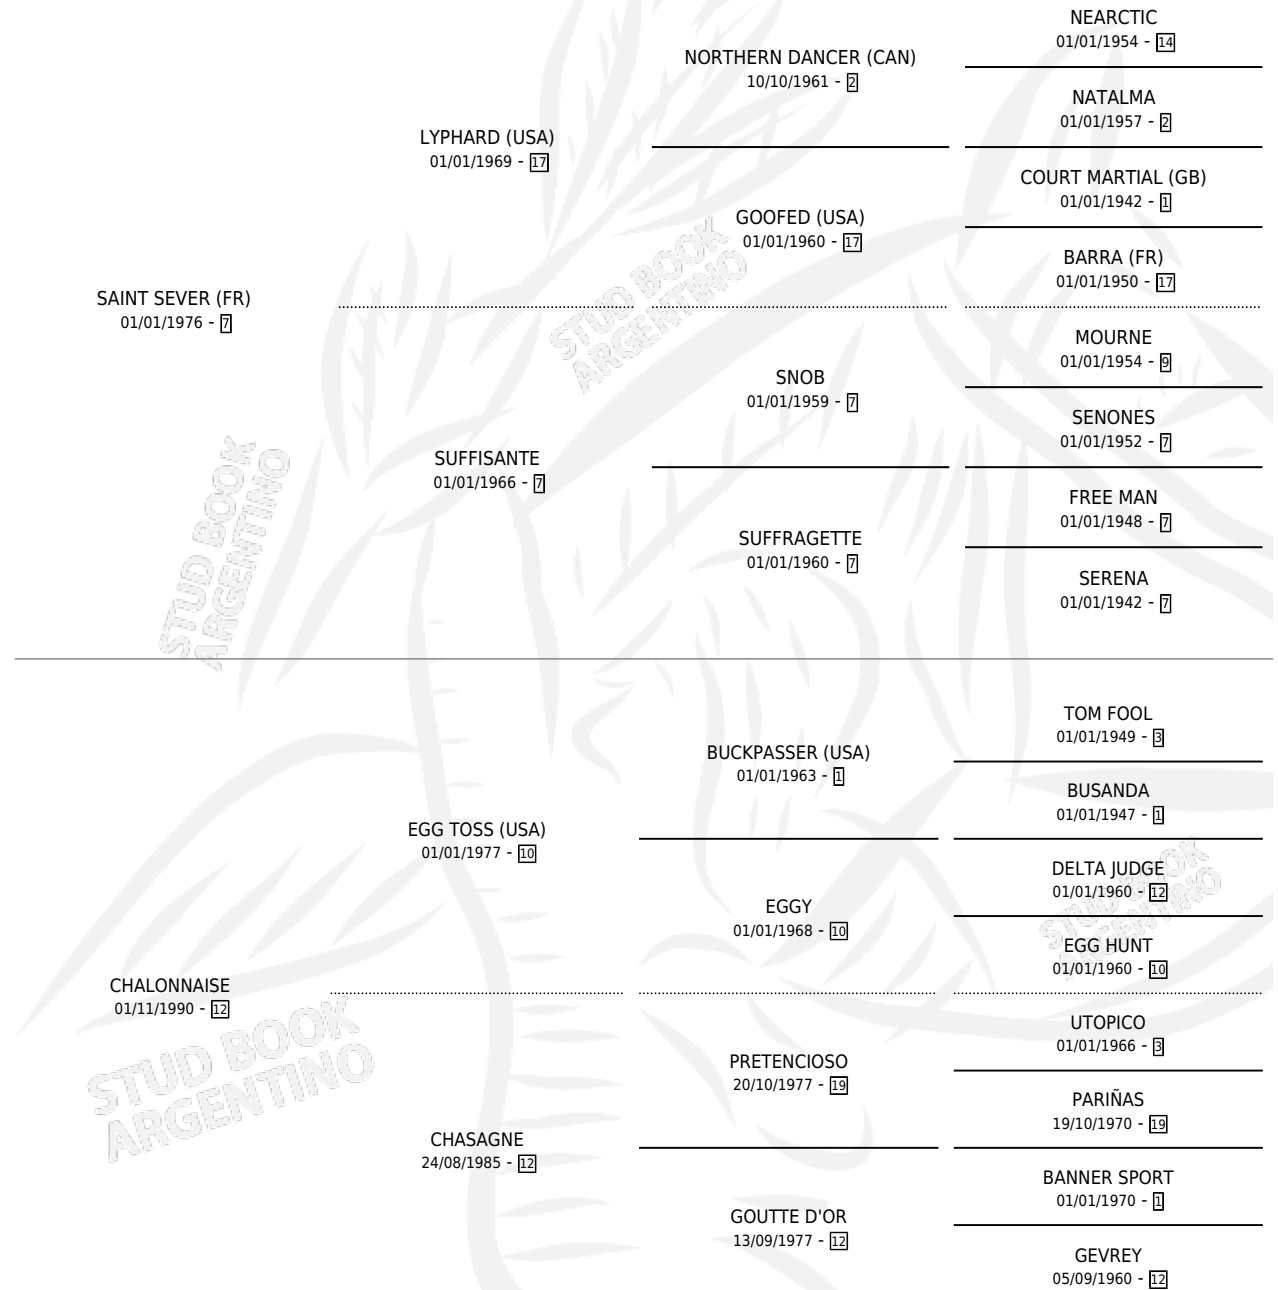 NEARCTIC
01/01/1954 - 14
NORTHERN DANCER (CAN)
10/10/1961 - 2
NATALMA
01/01/1957 - 2
LYPHARD (USA)
01/01/1969 - 17
COURT MARTIAL (GB)
01/01/1942 - 1
GOOFED (USA)
01/01/1960 - 17
BARRA (FR)
01/01/1950 - 17
SAINT SEVER (FR)
01/01/1976 - 7
MOURNE
01/01/1954 - 9
SNOB
01/01/1959 - 7
SENONES
01/01/1952 - 7
SUFFISANTE
01/01/1966 - 7
FREE MAN
01/01/1948 - 7
SUFFRAGETTE
01/01/1960 - 7
SERENA
01/01/1942 - 7
TOM FOOL
01/01/1949 - 3
BUCKPASSER (USA)
01/01/1963 - 1
BUSANDA
01/01/1947 - 1
EGG TOSS (USA)
01/01/1977 - 10
DELTA JUDGE
01/01/1960 - 12
EGGY
01/01/1968 - 10
EGG HUNT
01/01/1960 - 10
CHALONNAISE
01/11/1990 - 12
UTOPICO
01/01/1966 - 3
PRETENCIOSO
20/10/1977 - 19
PARIÑAS
19/10/1970 - 19
CHASAGNE
24/08/1985 - 12
BANNER SPORT
01/01/1970 - 1
GOUTTE D'OR
13/09/1977 - 12
GEVREY
05/09/1960 - 12
STUD BOOK
ARGENTINO
STUD BOOK
ARGENTINO
STUD BOOK
ARGENTINO
STUD BOOK
ARGENTINO